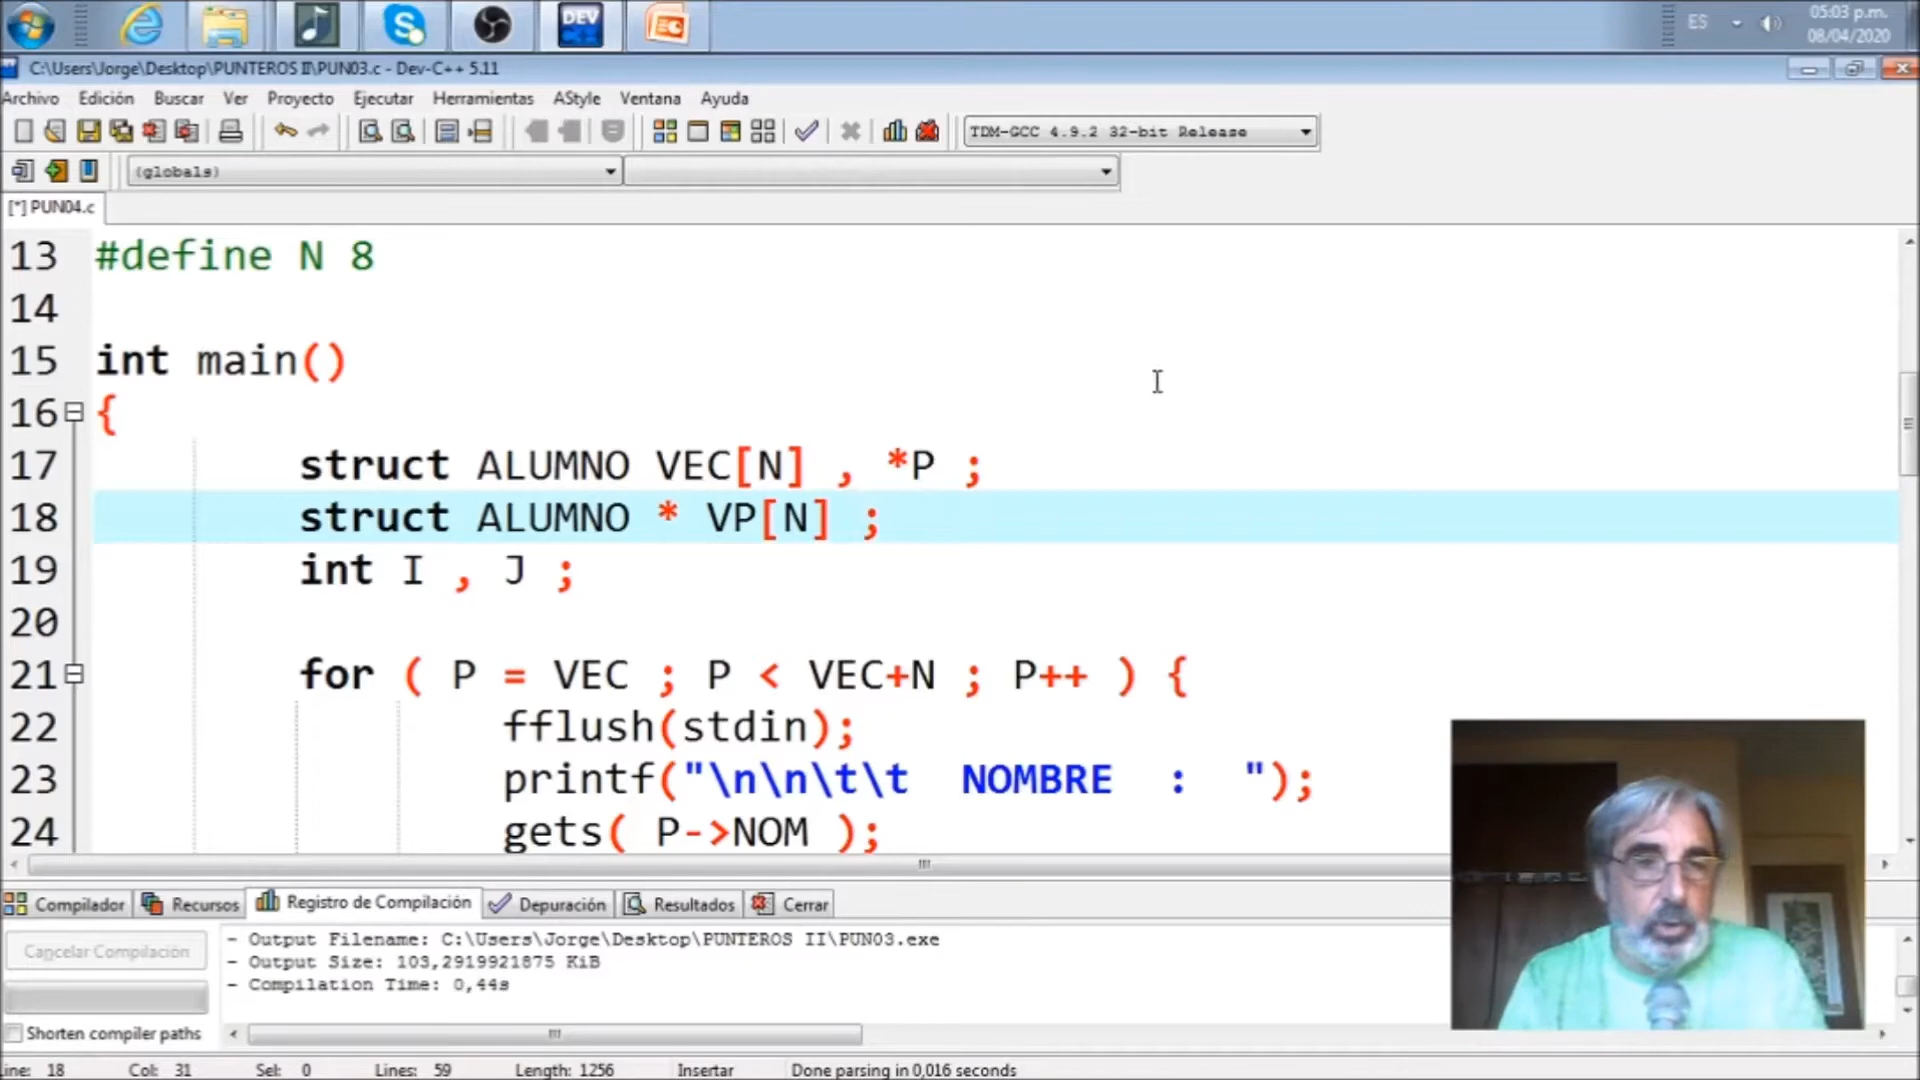 DEV
C++
ES
05:03 p.m.
08/04/2020
C:\Users\Jorge\Desktop\PUNTEROS II\PUN03.c - Dev-C++ 5.11
Archivo Edición Buscar Ver Proyecto Ejecutar Herramientas AStyle Ventana Ayuda
TDM-GCC 4.9.2 32-bit Release
(globals)
[*] PUN04.c
13 #define N 8
14
15 int main()
16 {
17 struct ALUMNO VEC[N] , *P ;
18 struct ALUMNO * VP[N] ;
19 int I , J ;
20
21 for ( P = VEC ; P < VEC+N ; P++ ) {
22 fflush(stdin);
23 printf("\n\n\t\t  NOMBRE  :  ");
24 gets( P->NOM );
Compilador Recursos Registro de Compilación Depuración Resultados Cerrar
Cancelar Compilación
- Output Filename: C:\Users\Jorge\Desktop\PUNTEROS II\PUN03.exe
- Output Size: 103,2919921875 KiB
- Compilation Time: 0,44s
Shorten compiler paths
ine: 18 Col: 31 Sel: 0 Lines: 59 Length: 1256 Insertar Done parsing in 0,016 seconds